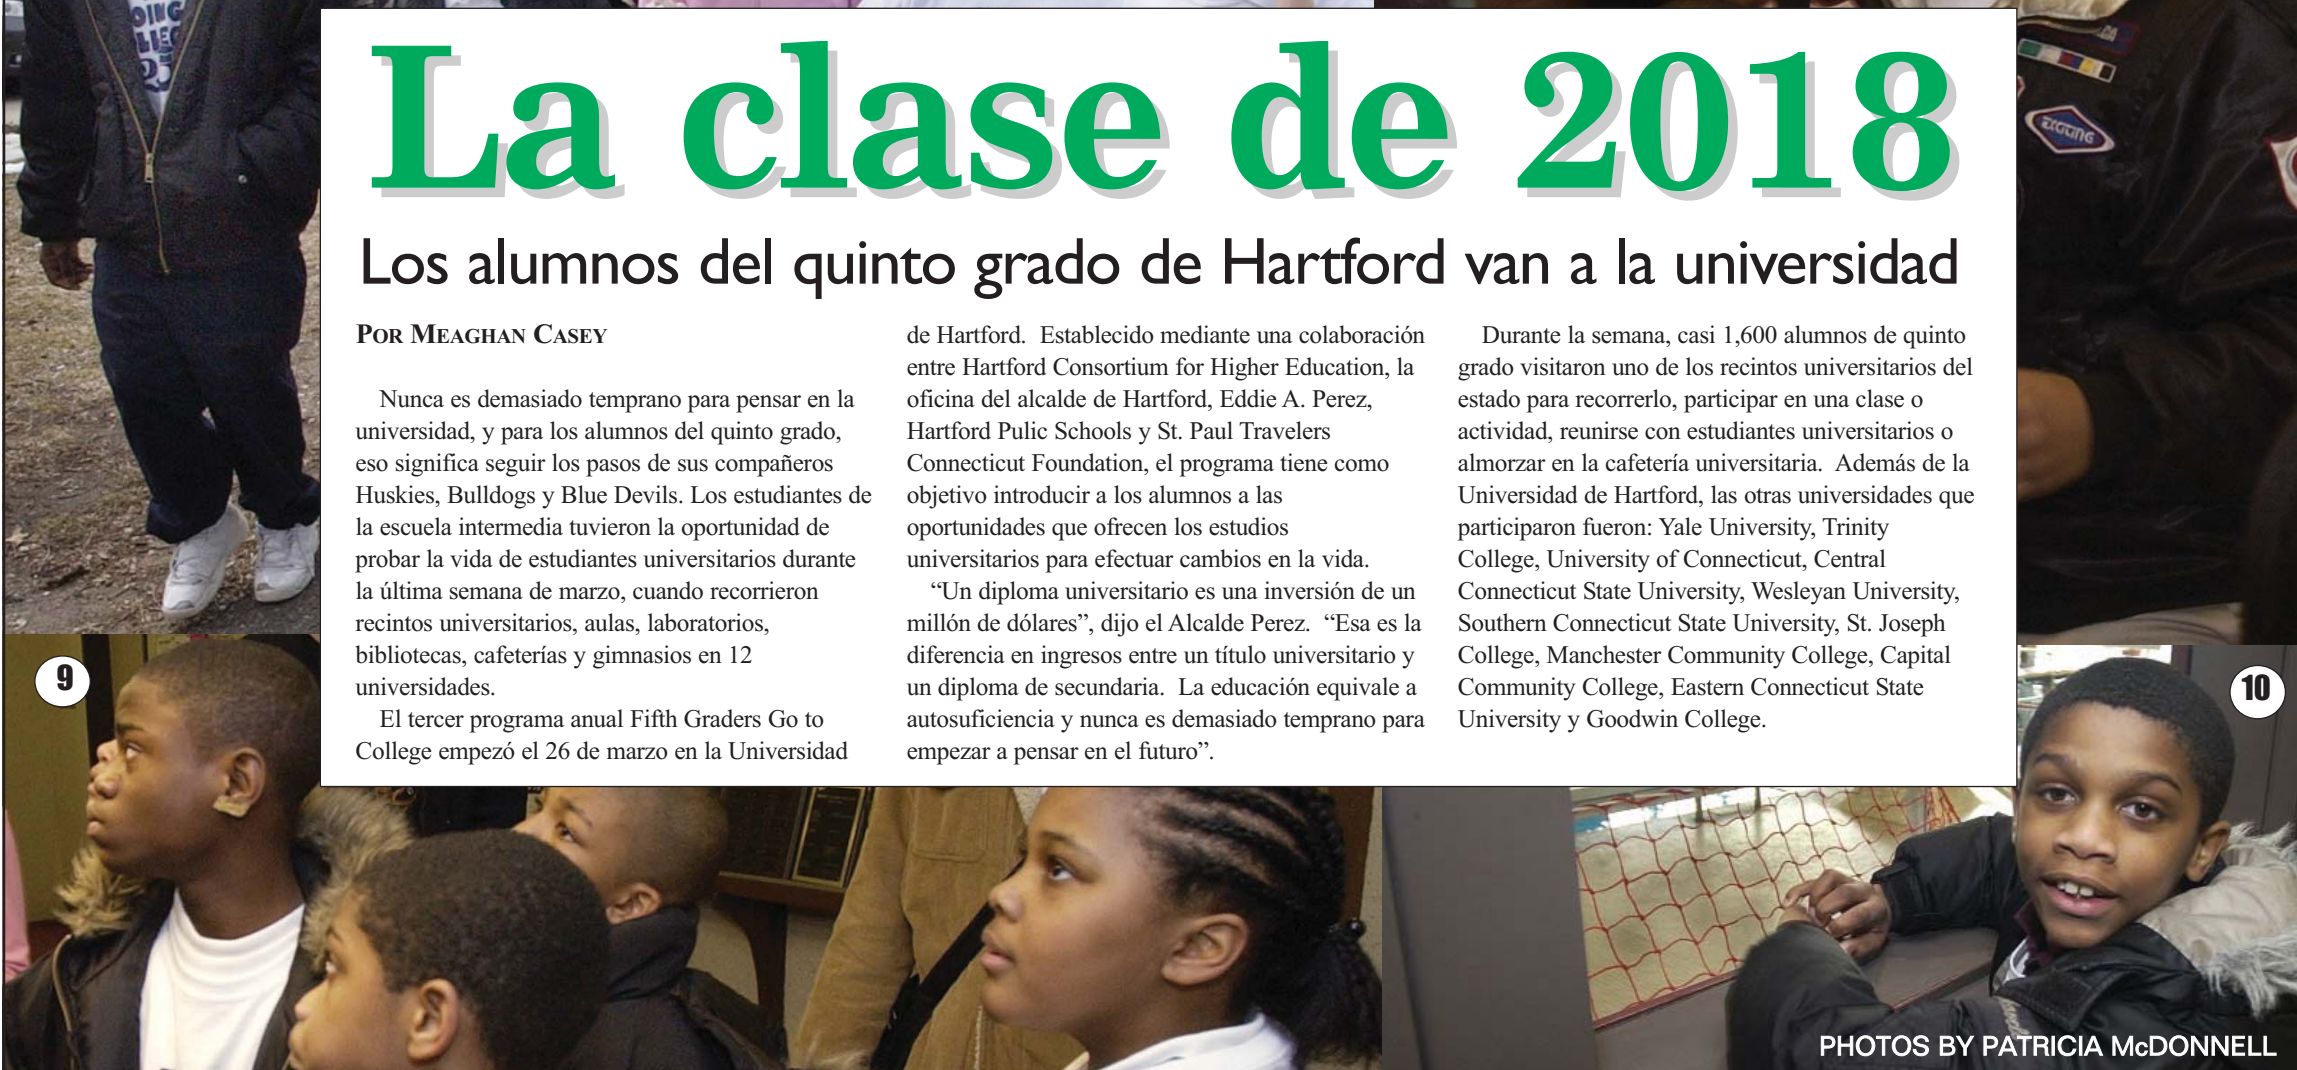 La clase de 2018
Los alumnos del quinto grado de Hartford van a la universidad
POR MEAGHAN CASEY
Nunca es demasiado temprano para pensar en la
universidad, y para los alumnos del quinto grado,
eso significa seguir los pasos de sus compañeros
Huskies, Bulldogs y Blue Devils. Los estudiantes de
la escuela intermedia tuvieron la oportunidad de
probar la vida de estudiantes universitarios durante
la última semana de marzo, cuando recorrieron
recintos universitarios, aulas, laboratorios,
bibliotecas, cafeterías y gimnasios en 12
universidades.
El tercer programa anual Fifth Graders Go to
College empezó el 26 de marzo en la Universidad
de Hartford. Establecido mediante una colaboración
entre Hartford Consortium for Higher Education, la
oficina del alcalde de Hartford, Eddie A. Perez,
Hartford Pulic Schools y St. Paul Travelers
Connecticut Foundation, el programa tiene como
objetivo introducir a los alumnos a las
oportunidades que ofrecen los estudios
universitarios para efectuar cambios en la vida.
“Un diploma universitario es una inversión de un
millón de dólares”, dijo el Alcalde Perez. “Esa es la
diferencia en ingresos entre un título universitario y
un diploma de secundaria. La educación equivale a
autosuficiencia y nunca es demasiado temprano para
empezar a pensar en el futuro”.
Durante la semana, casi 1,600 alumnos de quinto
grado visitaron uno de los recintos universitarios del
estado para recorrerlo, participar en una clase o
actividad, reunirse con estudiantes universitarios o
almorzar en la cafetería universitaria. Además de la
Universidad de Hartford, las otras universidades que
participaron fueron: Yale University, Trinity
College, University of Connecticut, Central
Connecticut State University, Wesleyan University,
Southern Connecticut State University, St. Joseph
College, Manchester Community College, Capital
Community College, Eastern Connecticut State
University y Goodwin College.
9
10
PHOTOS BY PATRICIA McDONNELL